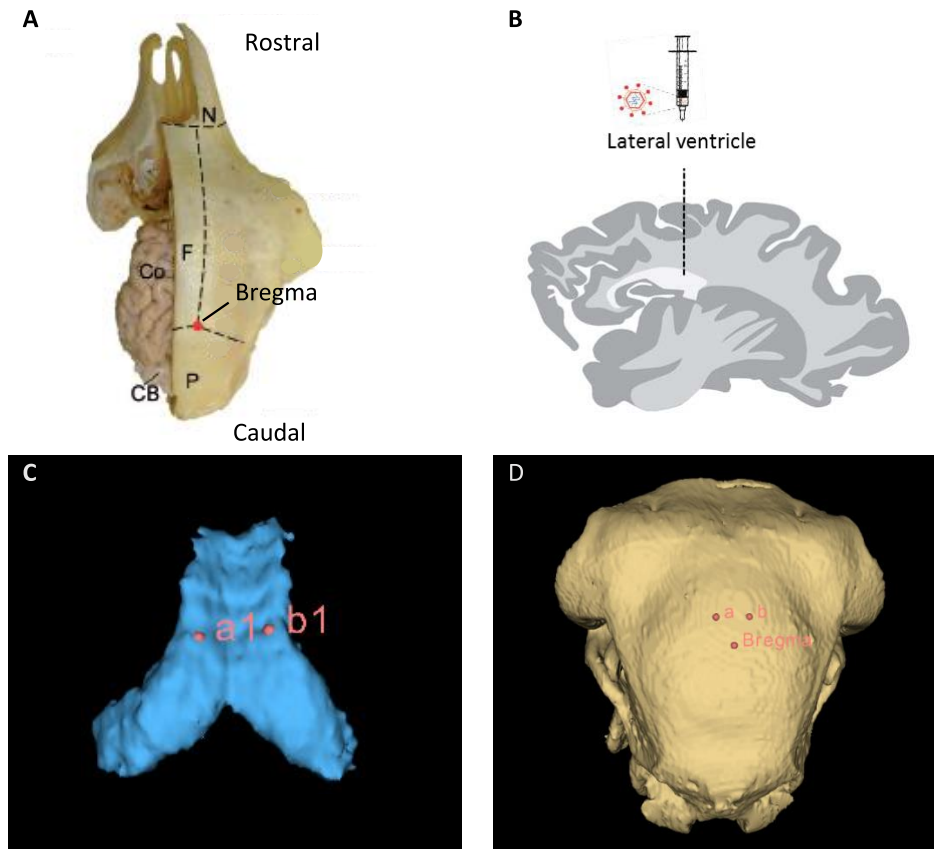 A
Rostral
N
F
Co
Bregma
P
CB
Caudal
B
Lateral ventricle
C
a1
b1
D
a
b
Bregma